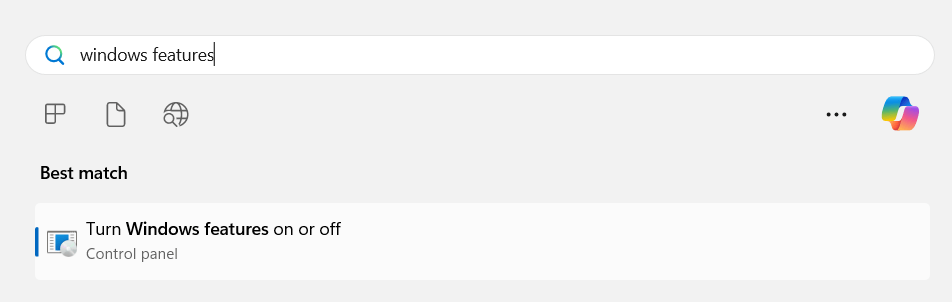 windows features
Best match
Turn Windows features on or off
Control panel